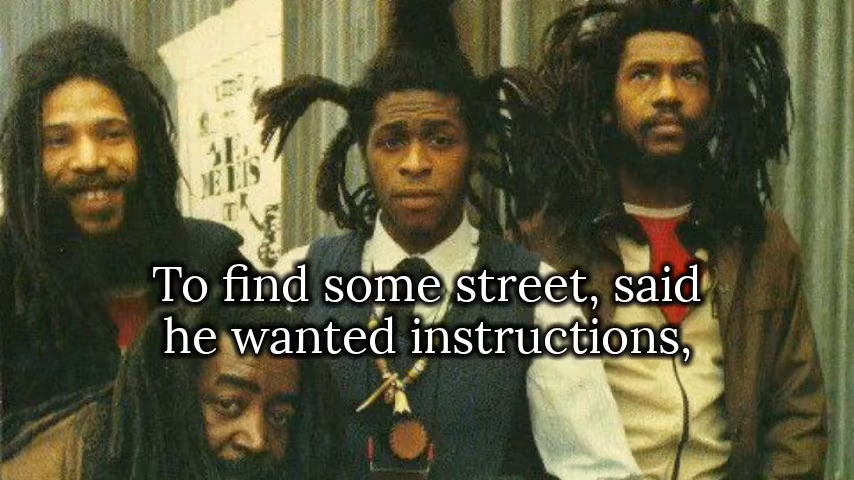 To find some street, said
he wanted instructions,